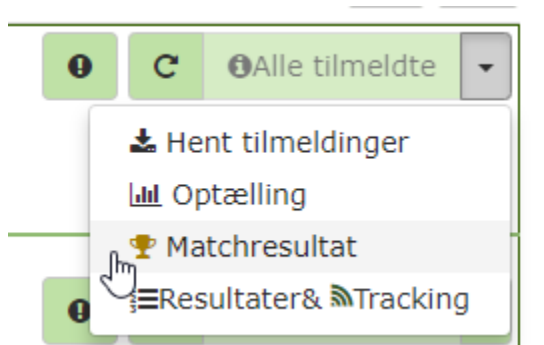 Alle tilmeldte
Hent tilmeldinger
Optælling
Matchresultat
Resultater& Tracking